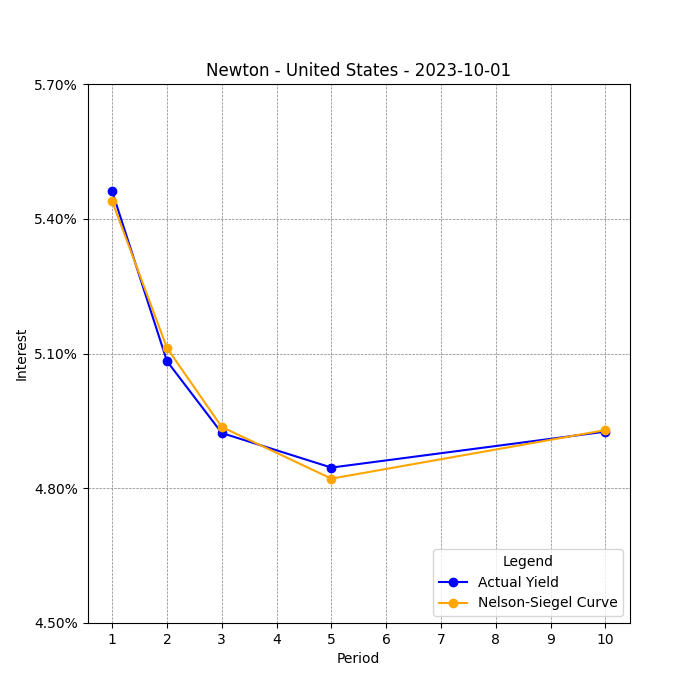 Newton - United States - 2023-10-01
5.70%
5.40%
5.10%
4.80%
4.50%
Interest
1 2 3 4 5 6 7 8 9 10
Period
Legend
Actual Yield
Nelson-Siegel Curve